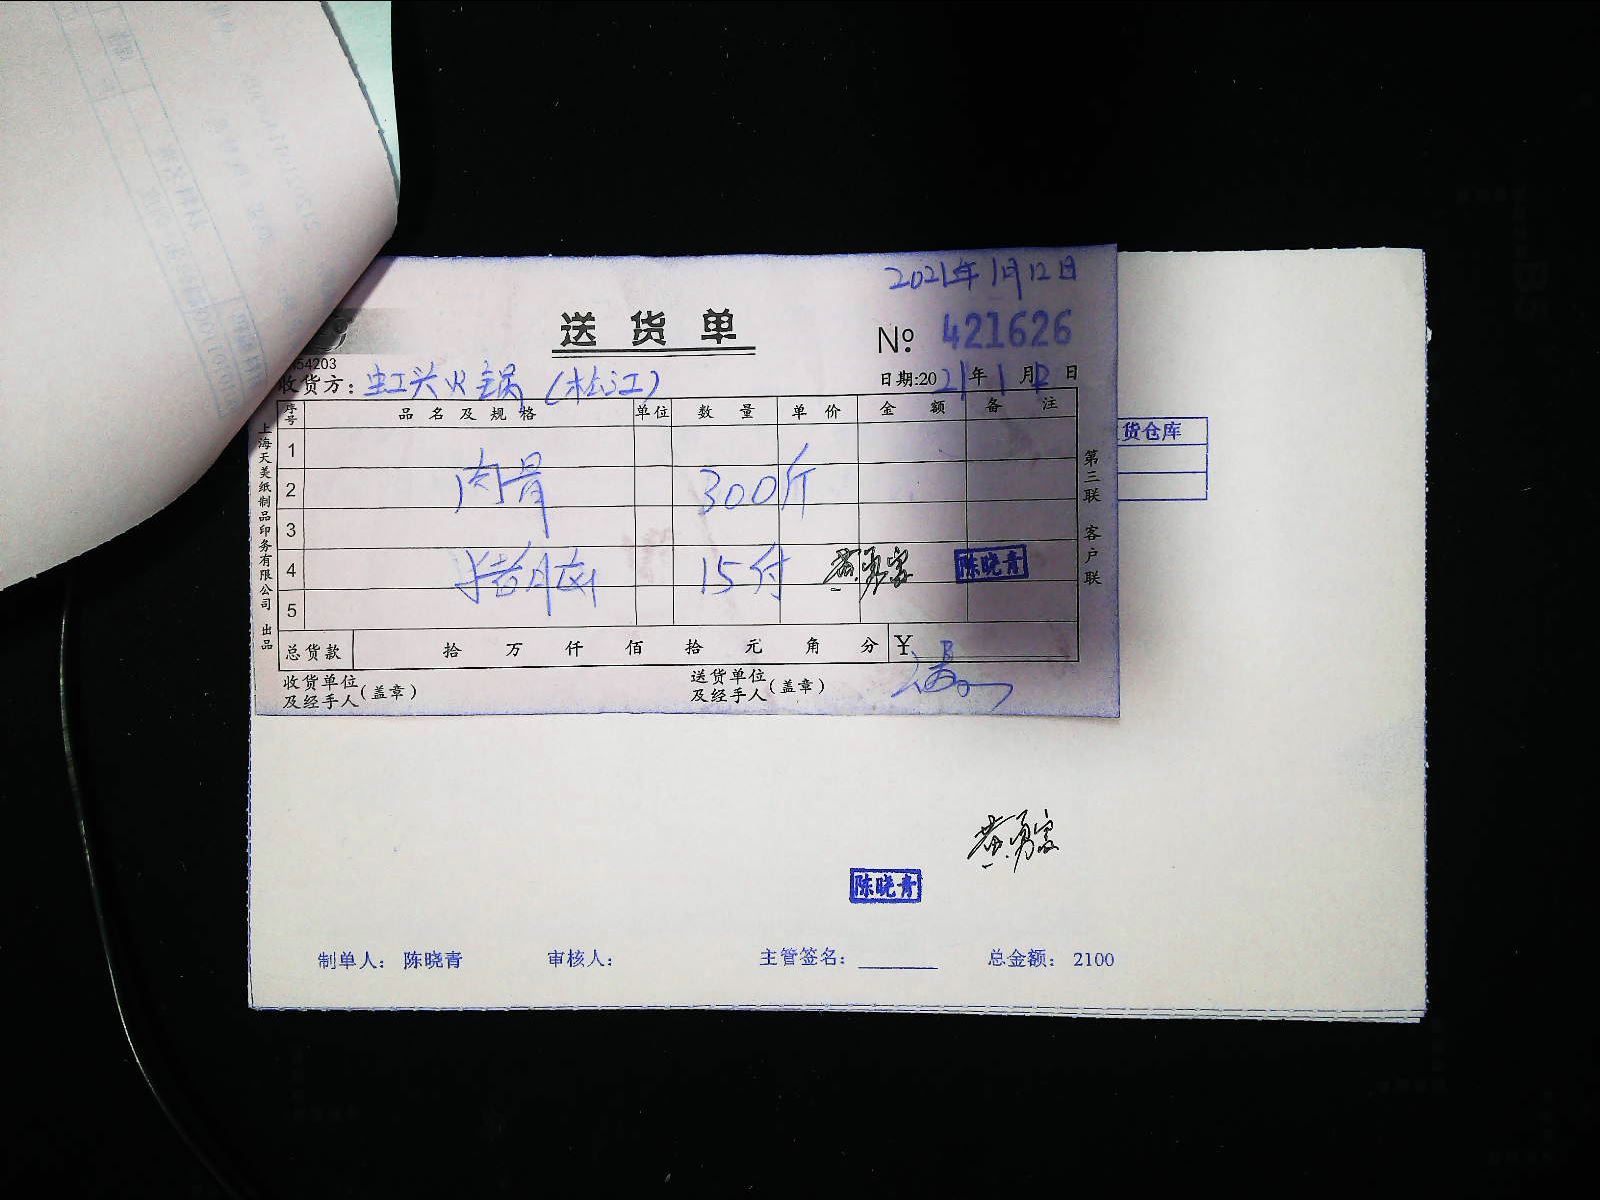 2021年1月12日
送货单
№ 421626
54203
收货方：虹头火锅（松江）
日期:2021年1月12日
序号 品名及规格 单位 数量 单价 金额 备注
1
2 肉骨 300斤
3
4 15付 黄勇家 陈晓青
5
总货款 拾 万 仟 佰 拾 元 角 分 ¥
收货单位及经手人（盖章）
送货单位及经手人（盖章）
上海天美纸制品印务有限公司 出品
第三联 客户联
货仓库
黄勇家
陈晓青
制单人： 陈晓青 审核人： 主管签名： 总金额： 2100